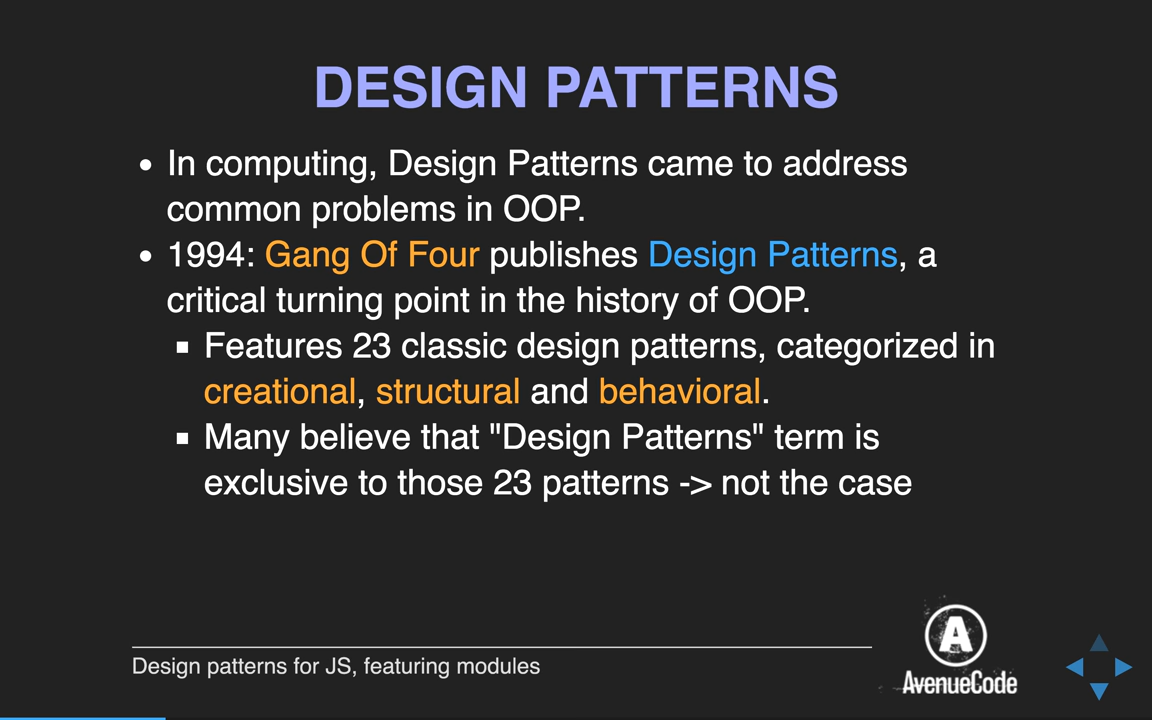 DESIGN PATTERNS
• In computing, Design Patterns came to address
common problems in OOP.
• 1994: Gang Of Four publishes Design Patterns, a
critical turning point in the history of OOP.
▪ Features 23 classic design patterns, categorized in
creational, structural and behavioral.
▪ Many believe that "Design Patterns" term is
exclusive to those 23 patterns -> not the case
Design patterns for JS, featuring modules
A
AvenueCode